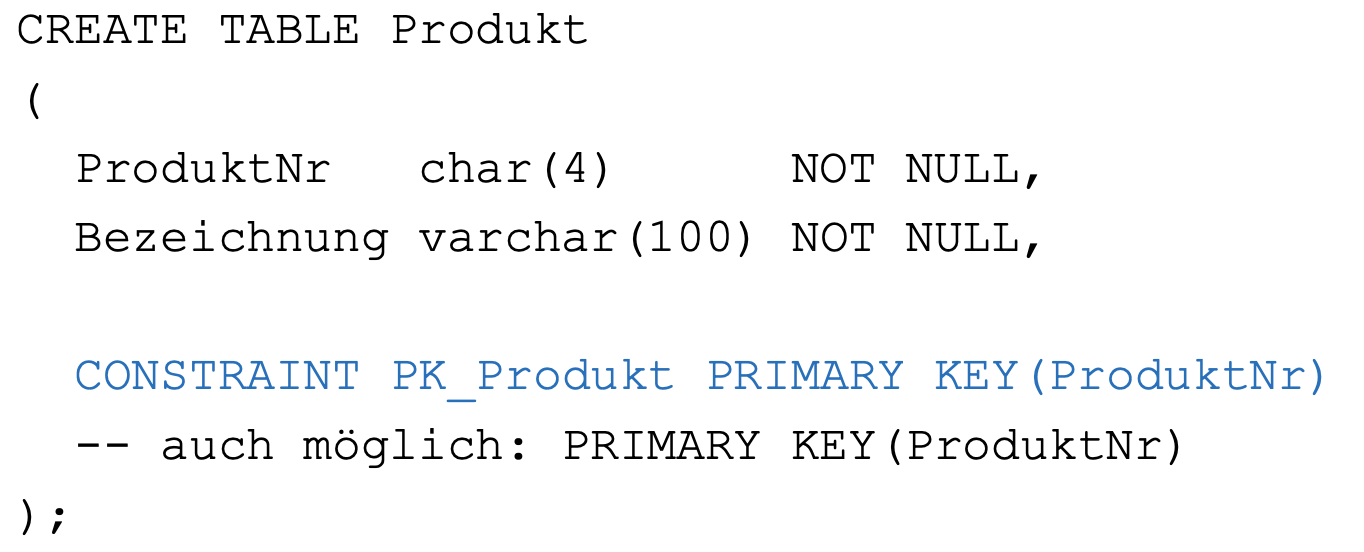 CREATE TABLE Produkt
(
ProduktNr char(4) NOT NULL,
Bezeichnung varchar(100) NOT NULL,
CONSTRAINT PK_Produkt PRIMARY KEY(ProduktNr)
-- auch möglich: PRIMARY KEY(ProduktNr)
);